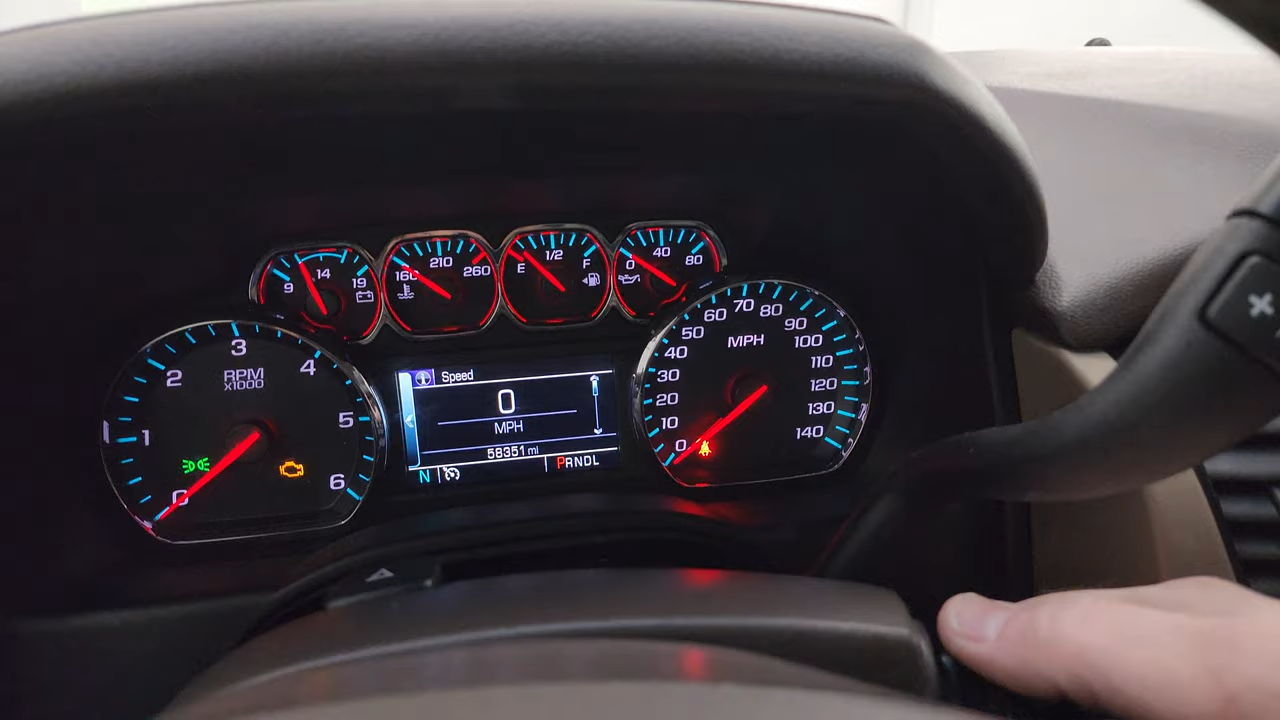 9 14 19
160 210 260
E 1/2 F
0 40 80
0 1 2 3 4 5 6
RPM
x1000
Speed
0
MPH
58351 mi
N PRNDL
0 10 20 30 40 50 60 70 80 90 100 110 120 130 140
MPH
+